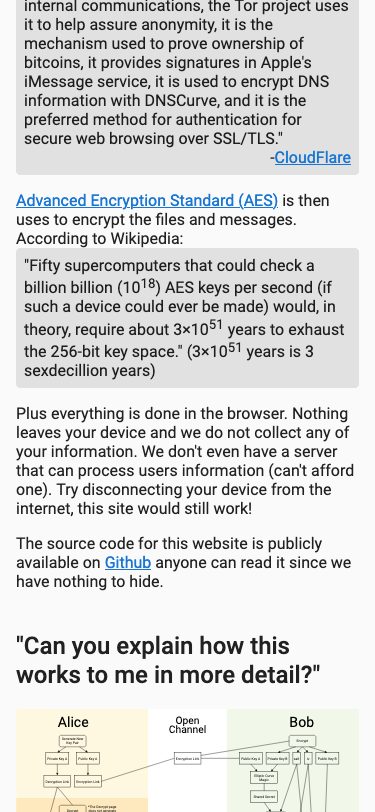 internal communications, the Tor project uses
it to help assure anonymity, it is the
mechanism used to prove ownership of
bitcoins, it provides signatures in Apple's
iMessage service, it is used to encrypt DNS
information with DNSCurve, and it is the
preferred method for authentication for
secure web browsing over SSL/TLS."
-CloudFlare
Advanced Encryption Standard (AES) is then
uses to encrypt the files and messages.
According to Wikipedia:
"Fifty supercomputers that could check a
billion billion (10¹⁸) AES keys per second (if
such a device could ever be made) would, in
theory, require about 3×10⁵¹ years to exhaust
the 256-bit key space." (3×10⁵¹ years is 3
sexdecillion years)
Plus everything is done in the browser. Nothing
leaves your device and we do not collect any of
your information. We don't even have a server
that can process users information (can't afford
one). Try disconnecting your device from the
internet, this site would still work!
The source code for this website is publicly
available on Github anyone can read it since we
have nothing to hide.
"Can you explain how this
works to me in more detail?"
Alice
Open
Channel
Bob
Generate New
Key Pair
Encrypt
Private Key A
Public Key A
Encryption Link
Public Key A
Private Key B
salt
Public Key B
Decryption Link
Encryption Link
Elliptic Curve
Magic
Shared Secret